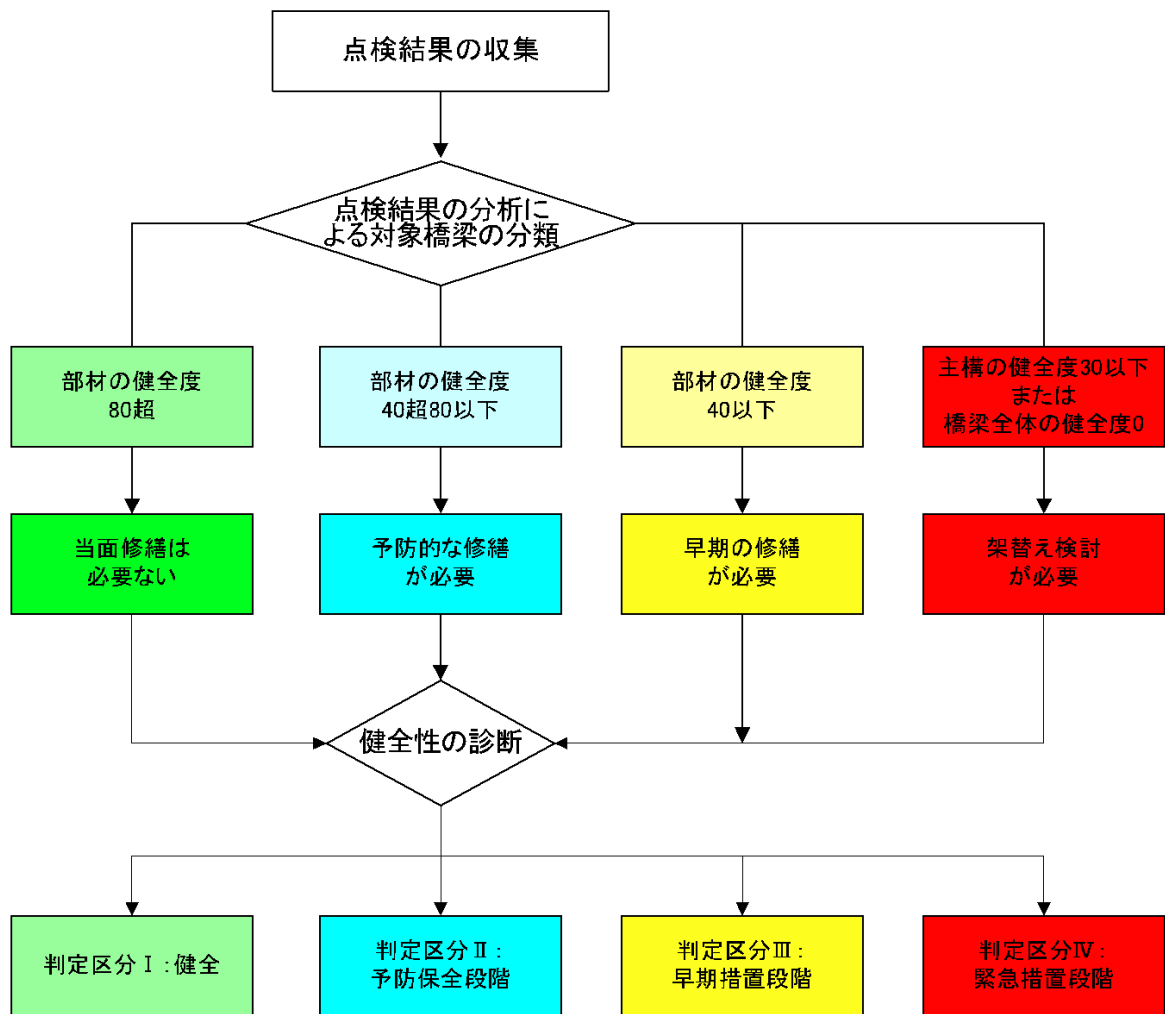 点検結果の収集
点検結果の分析に
よる対象橋梁の分類
部材の健全度
80超
部材の健全度
40超80以下
部材の健全度
40以下
主構の健全度30以下
または
橋梁全体の健全度0
当面修繕は
必要ない
予防的な修繕
が必要
早期の修繕
が必要
架替え検討
が必要
健全性の診断
判定区分Ⅰ:健全
判定区分Ⅱ:
予防保全段階
判定区分Ⅲ:
早期措置段階
判定区分Ⅳ:
緊急措置段階